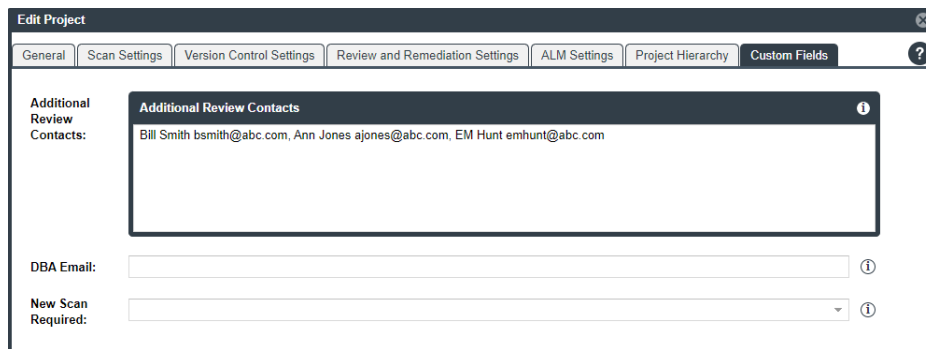 Edit Project
General Scan Settings Version Control Settings Review and Remediation Settings ALM Settings Project Hierarchy Custom Fields ?
Additional
Review
Contacts:
Additional Review Contacts i
Bill Smith bsmith@abc.com, Ann Jones ajones@abc.com, EM Hunt emhunt@abc.com
DBA Email: i
New Scan
Required: i